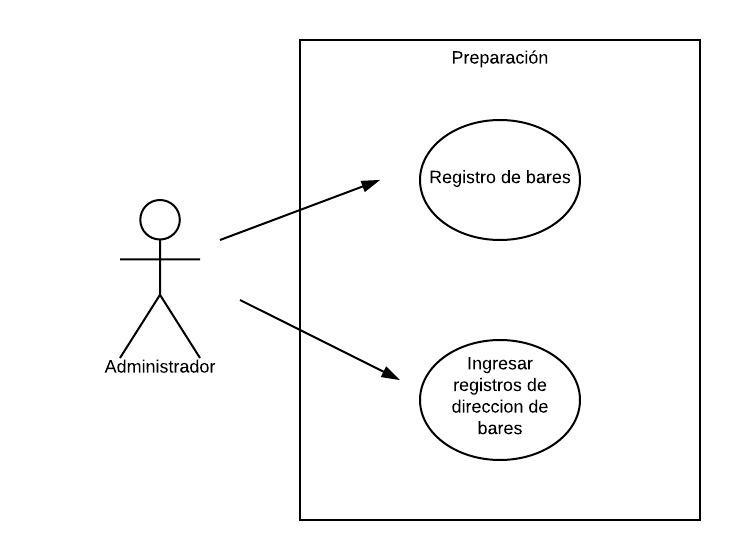 Preparación
Registro de bares
Administrador
Ingresar
registros de
direccion de
bares